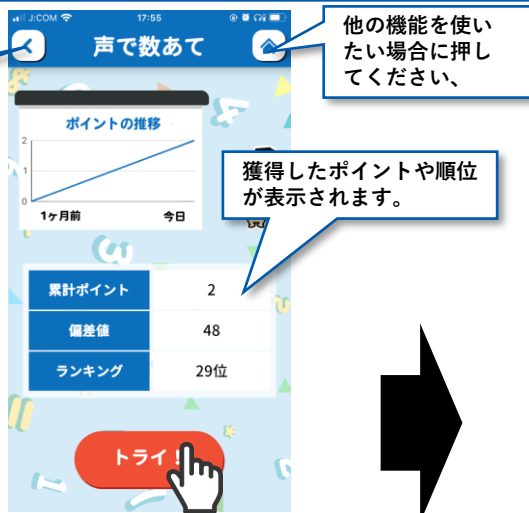 J:COM
17:55
声で数あて
他の機能を使い
たい場合に押し
てください、
ポイントの推移
2
1
0
1ヶ月前
今日
獲得したポイントや順位
が表示されます。
累計ポイント
2
偏差値
48
ランキング
29位
トライ!